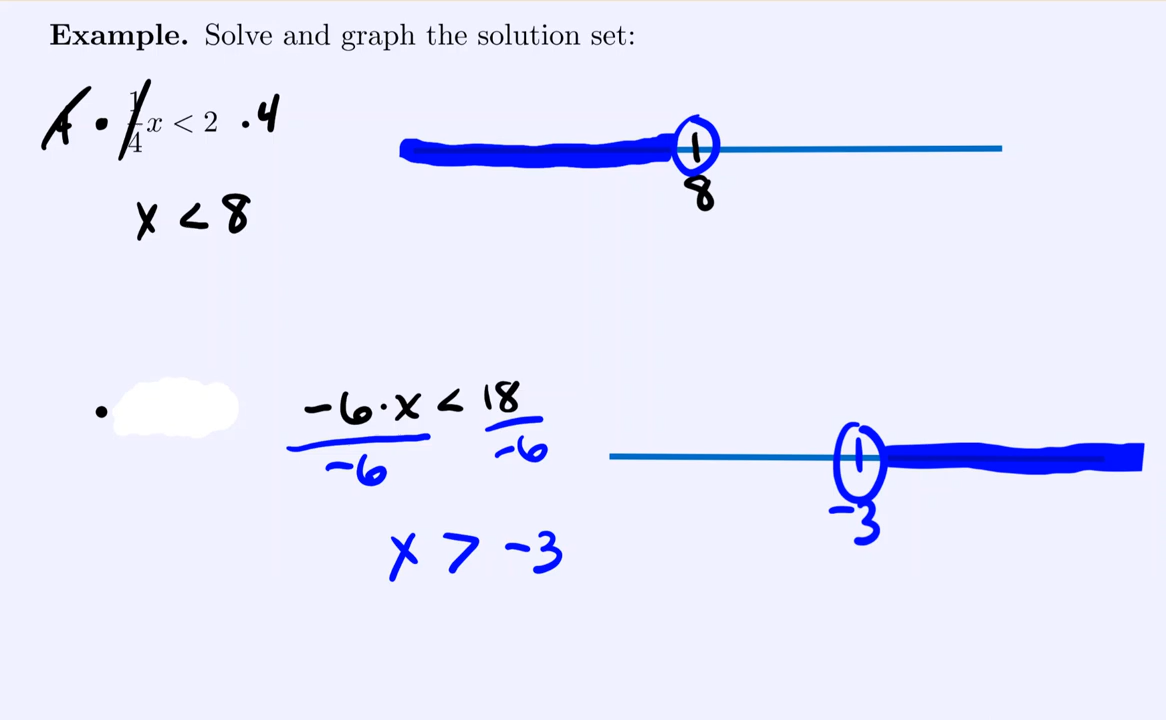 Example. Solve and graph the solution set:
4 • 1/4 x < 2 · 4
8
x < 8
• -6 · x < 18
-6 -6
-3
x > -3